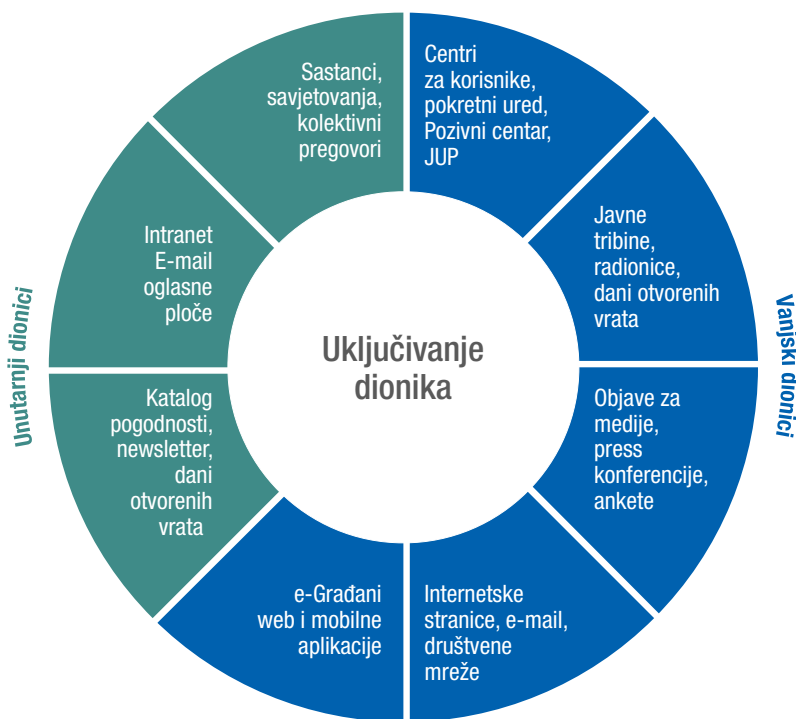 Uključivanje
dionika
Centri
za korisnike,
pokretni ured,
Pozivni centar,
JUP
Javne
tribine,
radionice,
dani otvorenih
vrata
Objave za
medije,
press
konferencije,
ankete
Internetske
stranice, e-mail,
društvene
mreže
e-Građani
web i mobilne
aplikacije
Katalog
pogodnosti,
newsletter,
dani
otvorenih
vrata
Intranet
E-mail
oglasne
ploče
Sastanci,
savjetovanja,
kolektivni
pregovori
Unutarnji dionici
Vanjski dionici